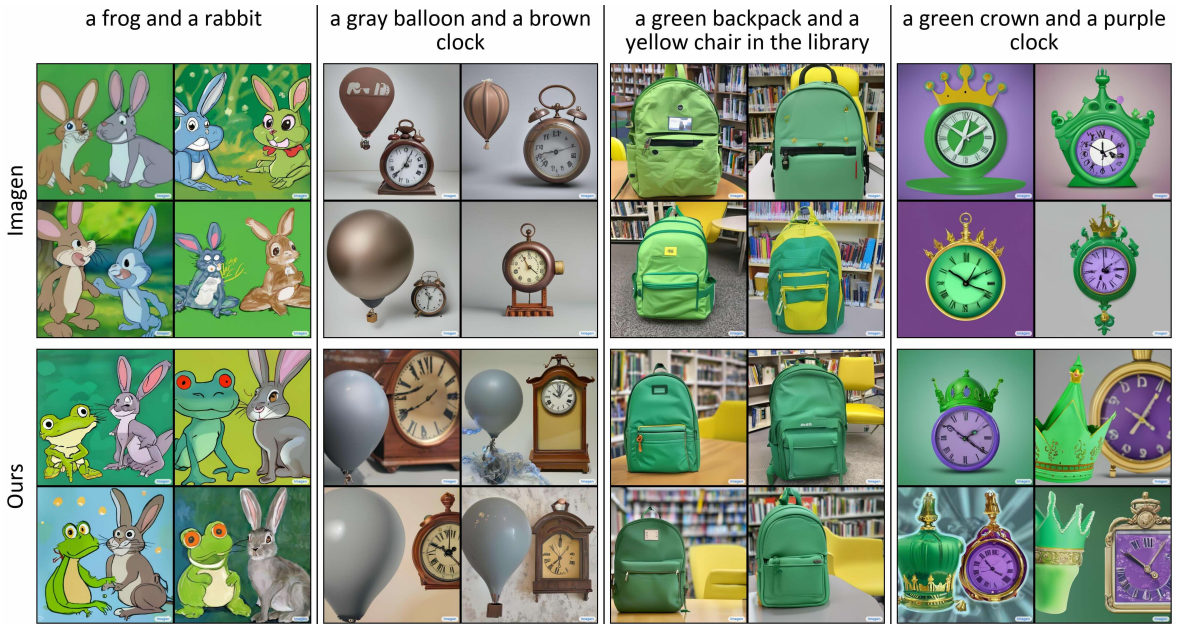 a frog and a rabbit
a gray balloon and a brown
clock
a green backpack and a
yellow chair in the library
a green crown and a purple
clock
Imagen
Ours